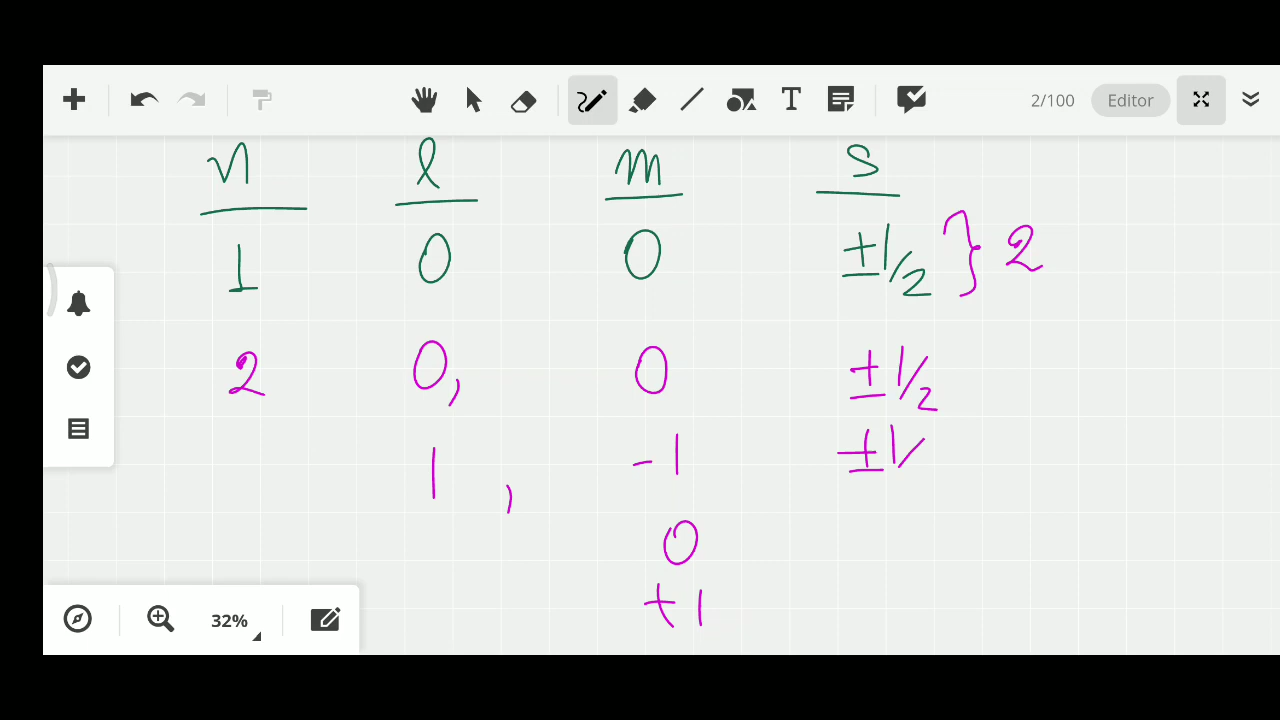 T 2/100 Editor
n l m s
1 0 0 ±1/2 } 2
2 0, 0 ±1/2
1 , -1 ±1/
0
+1
32%